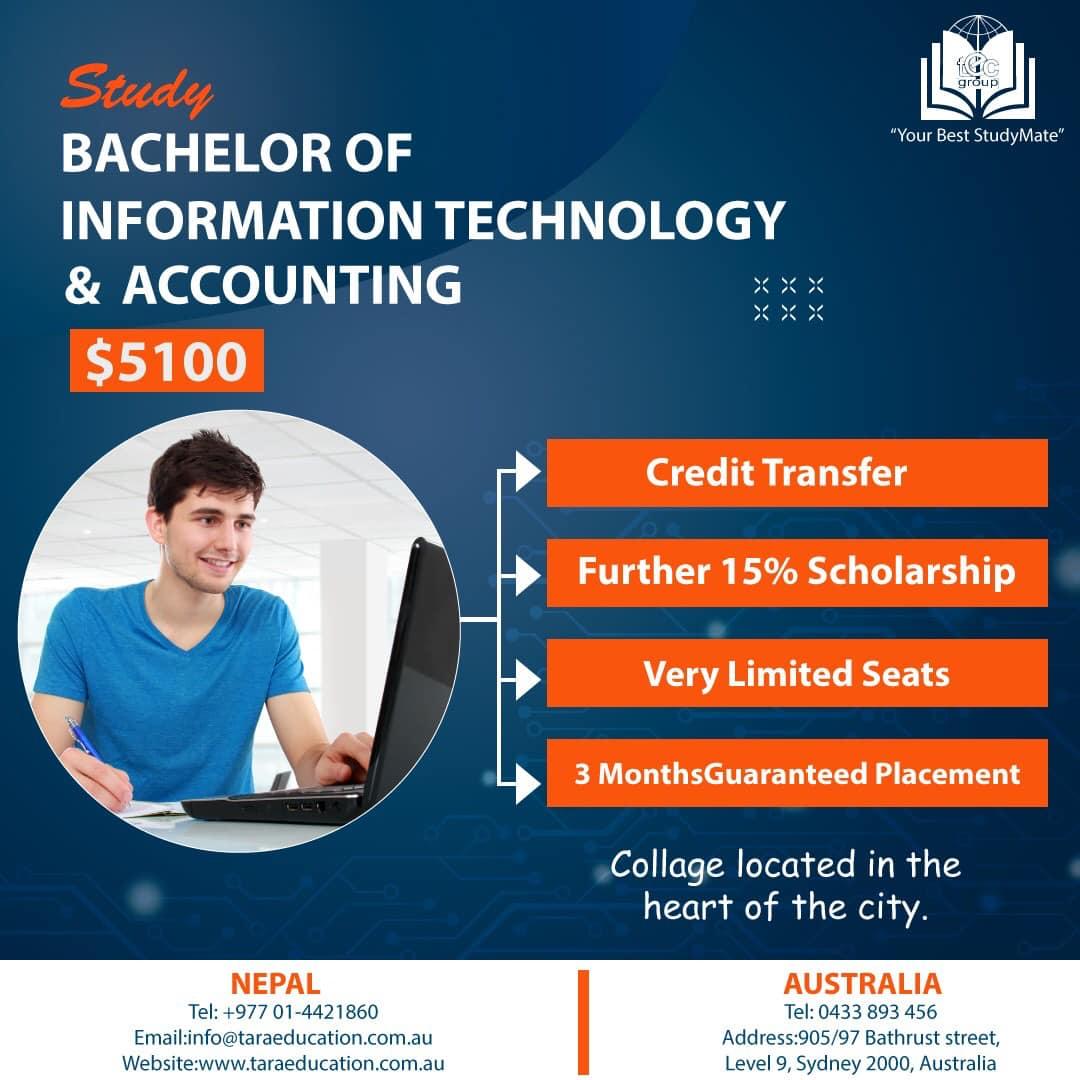 tec
group
“Your Best StudyMate”
Study
BACHELOR OF
INFORMATION TECHNOLOGY
& ACCOUNTING
$5100
Credit Transfer
Further 15% Scholarship
Very Limited Seats
3 MonthsGuaranteed Placement
Collage located in the
heart of the city.
NEPAL
Tel: +977 01-4421860
Email:info@taraeducation.com.au
Website:www.taraeducation.com.au
AUSTRALIA
Tel: 0433 893 456
Address:905/97 Bathrust street,
Level 9, Sydney 2000, Australia